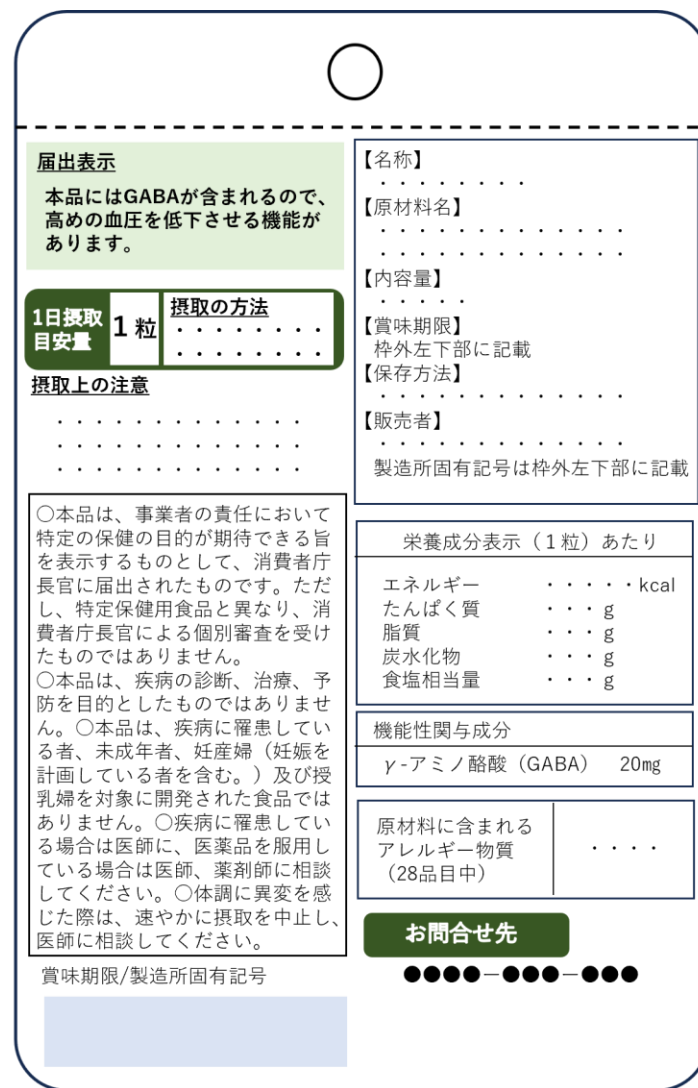 届出表示
本品にはGABAが含まれるので、
高めの血圧を低下させる機能が
あります。
1日摂取
目安量
1 粒
摂取の方法
・・・・・・・・
・・・・・・・・
摂取上の注意
・・・・・・・・・・・・・
・・・・・・・・・・・・・
・・・・・・・・・・・・・
〇本品は、事業者の責任において
特定の保健の目的が期待できる旨
を表示するものとして、消費者庁
長官に届出されたものです。ただ
し、特定保健用食品と異なり、消
費者庁長官による個別審査を受け
たものではありません。
〇本品は、疾病の診断、治療、予
防を目的としたものではありませ
ん。〇本品は、疾病に罹患してい
る者、未成年者、妊産婦（妊娠を
計画している者を含む。）及び授
乳婦を対象に開発された食品では
ありません。〇疾病に罹患してい
る場合は医師に、医薬品を服用し
ている場合は医師、薬剤師に相談
してください。〇体調に異変を感
じた際は、速やかに摂取を中止し、
医師に相談してください。
賞味期限/製造所固有記号
【名称】
・・・・・・・・
【原材料名】
・・・・・・・・・・・・・
・・・・・・・・・・・・・
【内容量】
・・・・・
【賞味期限】
枠外左下部に記載
【保存方法】
・・・・・・・・・・・・・
【販売者】
・・・・・・・・・・・・・
製造所固有記号は枠外左下部に記載
栄養成分表示（１粒）あたり
エネルギー ・・・・・kcal
たんぱく質 ・・・g
脂質 ・・・g
炭水化物 ・・・g
食塩相当量 ・・・g
機能性関与成分
γ-アミノ酪酸（GABA） 20mg
原材料に含まれる
アレルギー物質
（28品目中）
・・・・
お問合せ先
●●●●−●●●−●●●